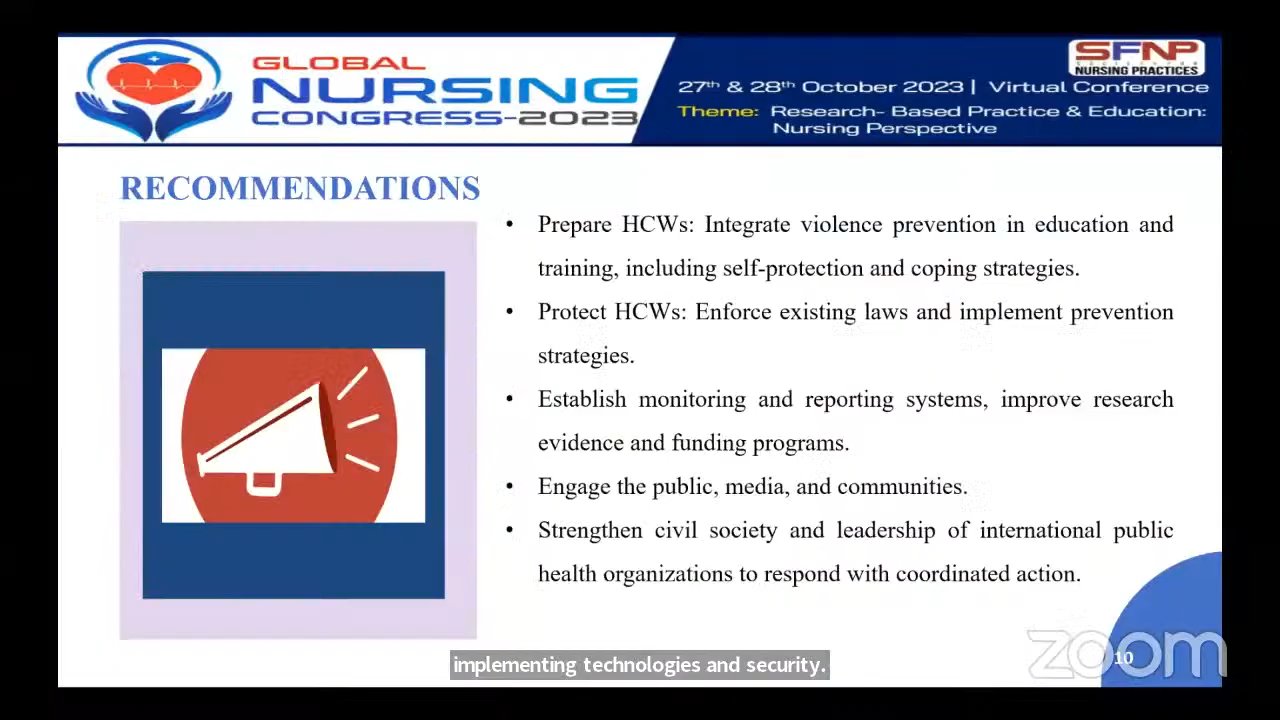 GLOBAL
NURSING
CONGRESS-2023
27th & 28th October 2023 | Virtual Conference
Theme: Research- Based Practice & Education:
Nursing Perspective
SFNP
NURSING PRACTICES
RECOMMENDATIONS
• Prepare HCWs: Integrate violence prevention in education and
training, including self-protection and coping strategies.
• Protect HCWs: Enforce existing laws and implement prevention
strategies.
• Establish monitoring and reporting systems, improve research
evidence and funding programs.
• Engage the public, media, and communities.
• Strengthen civil society and leadership of international public
health organizations to respond with coordinated action.
implementing technologies and security.
zoom
10